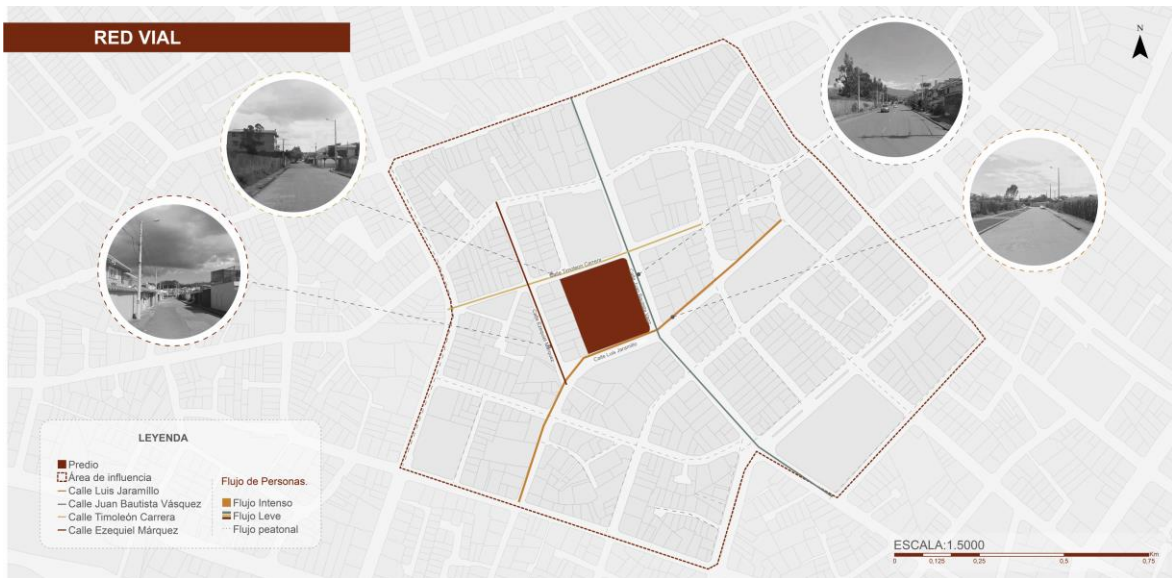 RED VIAL
N
Calle Timoleón Carrera
Calle Luis Jaramillo
LEYENDA
Predio
Área de influencia
Calle Luis Jaramillo
Calle Juan Bautista Vásquez
Calle Timoleón Carrera
Calle Ezequiel Márquez
Flujo de Personas.
Flujo Intenso
Flujo Leve
Flujo peatonal
ESCALA:1.5000
Km
0 0,125 0,25 0,5 0,75